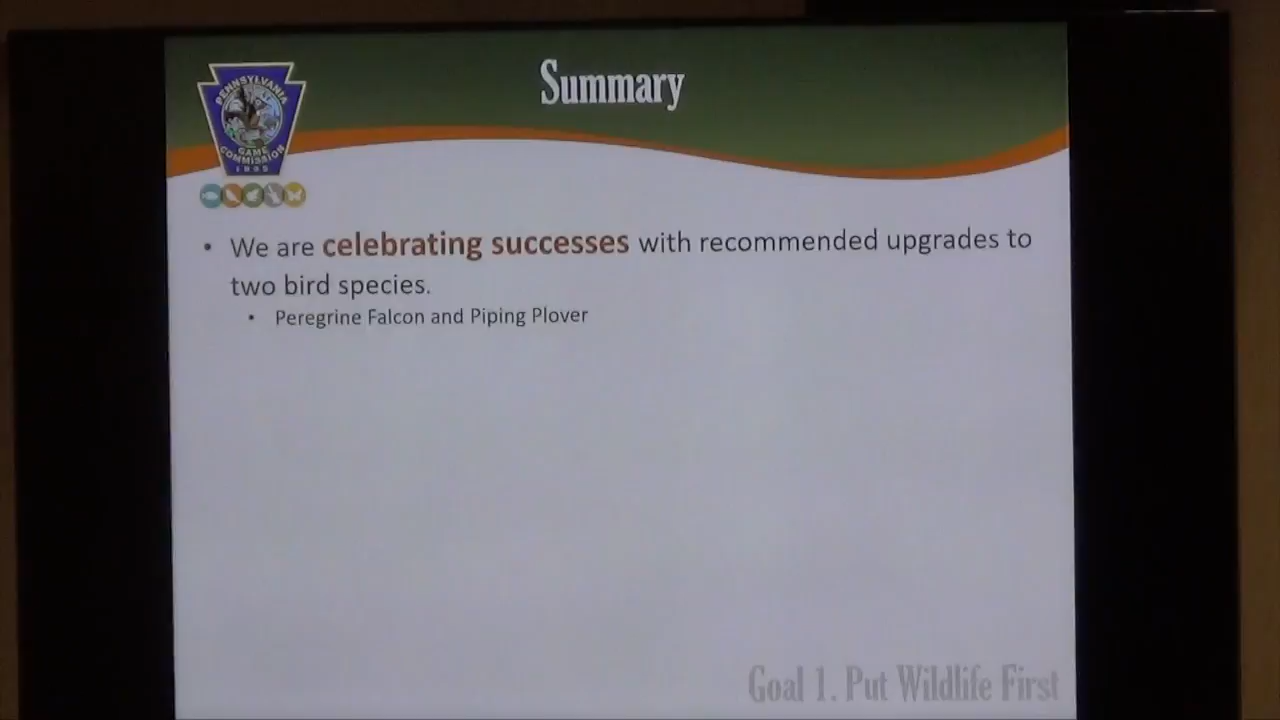 Summary
PENNSYLVANIA
GAME
COMMISSION
1895
• We are celebrating successes with recommended upgrades to
two bird species.
• Peregrine Falcon and Piping Plover
Goal 1. Put Wildlife First